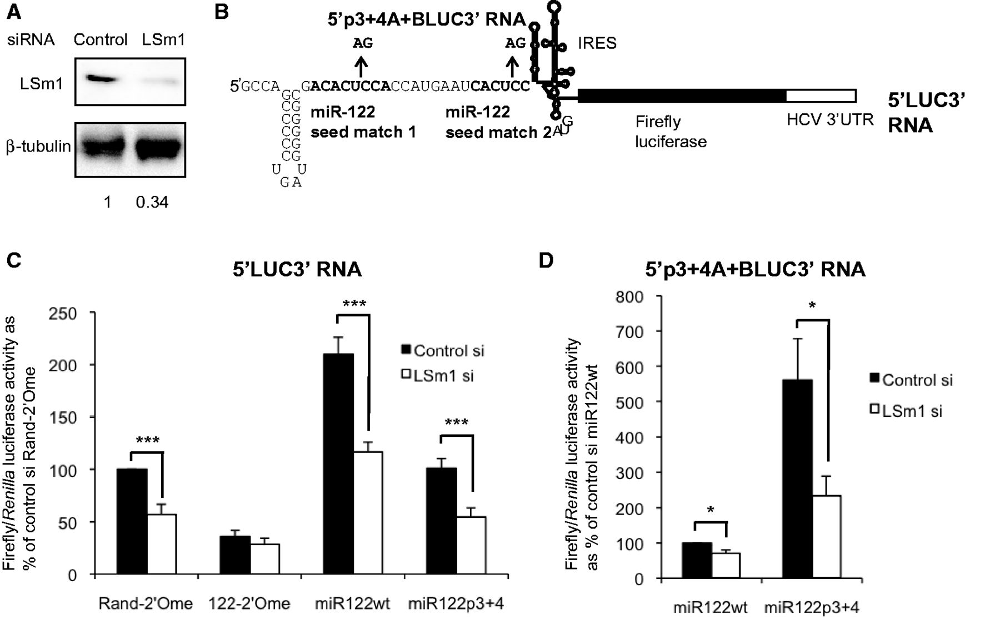 A
siRNA Control LSm1
LSm1
β-tubulin
1 0.34
B
5’p3+4A+BLUC3’ RNA
AG AG
IRES
5'GCCA GACACUCCACCAUGAAUCACUCC
GC
CG
CG
CG
CG
CG
U U
GA
miR-122
seed match 1
miR-122
seed match 2
AUG
Firefly
luciferase
HCV 3’UTR
5’LUC3’
RNA
C
5’LUC3’ RNA
Firefly/Renilla luciferase activity as
% of control si Rand-2’Ome
250
200
150
100
50
0
***
***
***
Control si
LSm1 si
Rand-2'Ome 122-2'Ome miR122wt miR122p3+4
D
5’p3+4A+BLUC3’ RNA
Firefly/Renilla luciferase activity
as % of control si miR122wt
800
700
600
500
400
300
200
100
0
*
*
Control si
LSm1 si
miR122wt miR122p3+4